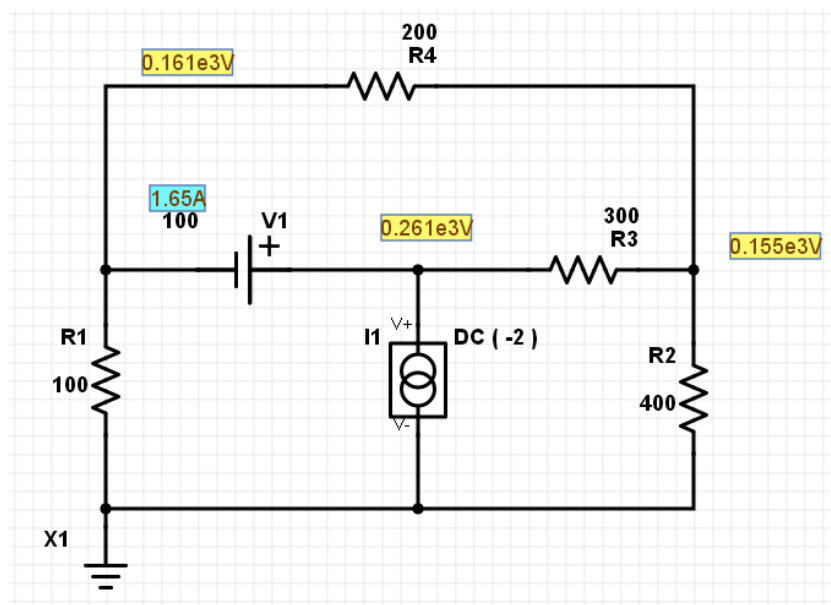 200
R4
0.161e3V
1.65A
100
V1
+
0.261e3V
300
R3
0.155e3V
V+
R1
I1
DC ( -2 )
R2
100
400
V-
X1